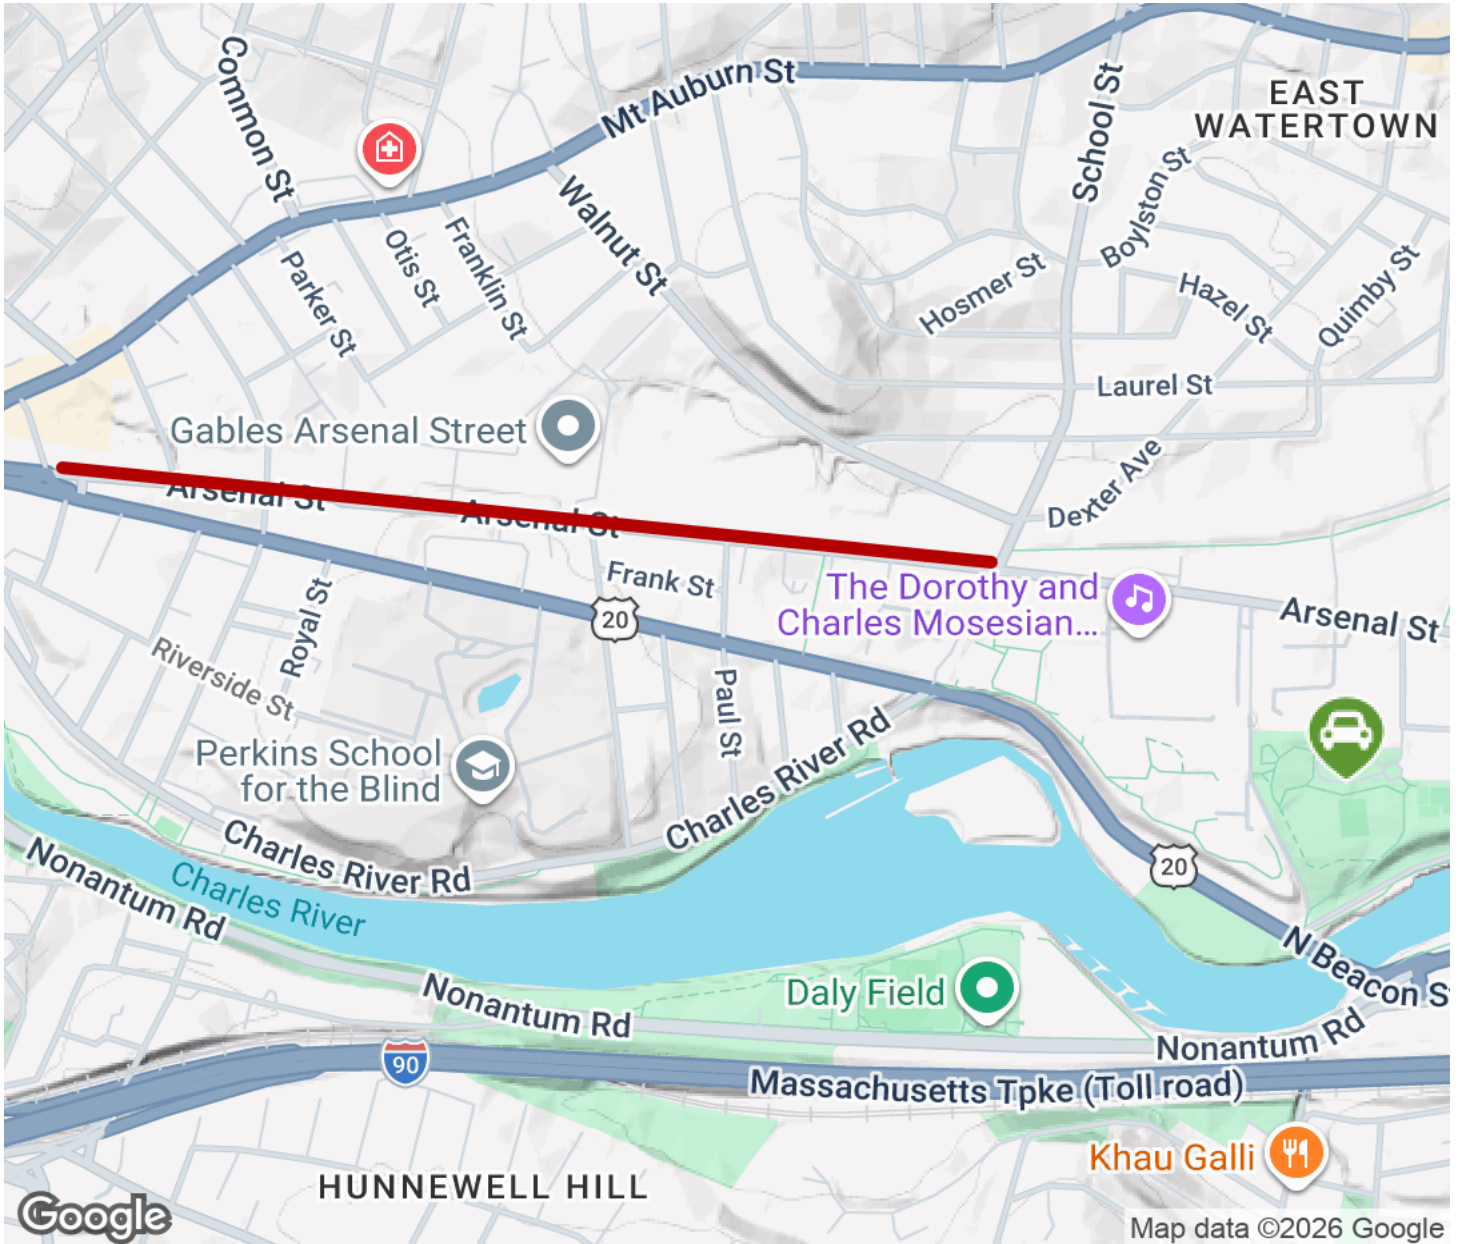 Common St
Mt Auburn St
School St
EAST
WATERTOWN
Boylston St
Walnut St
Otis St
Franklin St
Parker St
Hosmer St
Hazel St
Quimby St
Laurel St
Gables Arsenal Street
Dexter Ave
Arsenal St
Arsenal St
Frank St
The Dorothy and
Charles Mosesian...
Arsenal St
20
Royal St
Riverside St
Paul St
Perkins School
for the Blind
Charles River Rd
Charles River Rd
20
Nonantum Rd
Charles River
N Beacon St
Daly Field
Nonantum Rd
Nonantum Rd
90
Massachusetts Tpke (Toll road)
Khau Galli
HUNNEWELL HILL
Google
Map data ©2026 Google